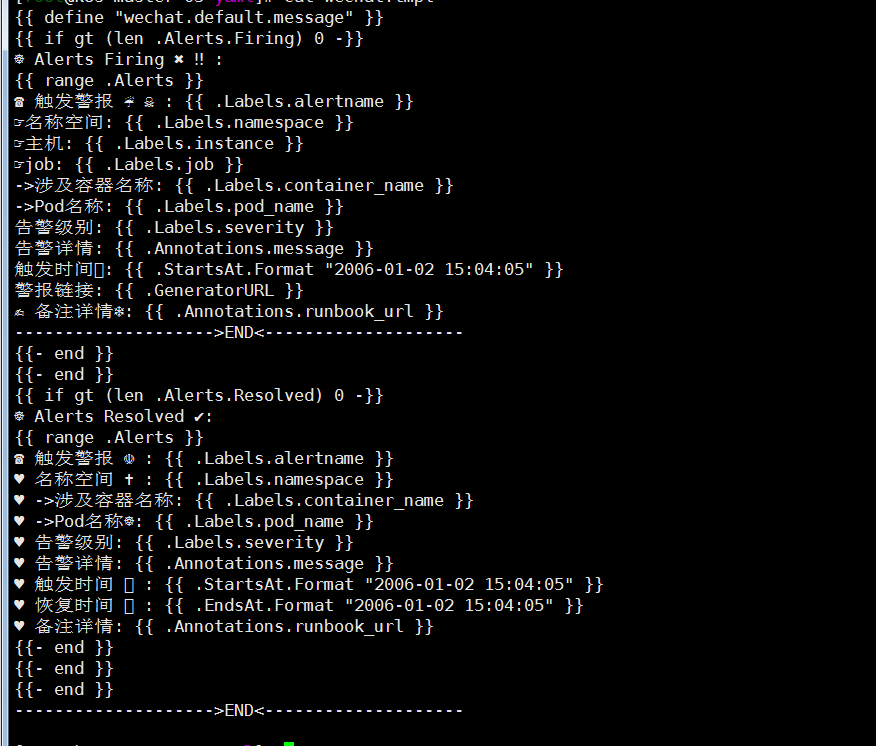 {{ define "wechat.default.message" }}
{{ if gt (len .Alerts.Firing) 0 -}}
☸ Alerts Firing ✖ ‼ :
{{ range .Alerts }}
☎ 触发警报 ☔ ☠ : {{ .Labels.alertname }}
☞名称空间: {{ .Labels.namespace }}
☞主机: {{ .Labels.instance }}
☞job: {{ .Labels.job }}
->涉及容器名称: {{ .Labels.container_name }}
->Pod名称: {{ .Labels.pod_name }}
告警级别: {{ .Labels.severity }}
告警详情: {{ .Annotations.message }}
触发时间: {{ .StartsAt.Format "2006-01-02 15:04:05" }}
警报链接: {{ .GeneratorURL }}
✍ 备注详情❄: {{ .Annotations.runbook_url }}
-------------------->END<--------------------
{{- end }}
{{- end }}
{{ if gt (len .Alerts.Resolved) 0 -}}
☸ Alerts Resolved ✔:
{{ range .Alerts }}
☎ 触发警报 ☫ : {{ .Labels.alertname }}
♥ 名称空间 ✝ : {{ .Labels.namespace }}
♥ ->涉及容器名称: {{ .Labels.container_name }}
♥ ->Pod名称☸: {{ .Labels.pod_name }}
♥ 告警级别: {{ .Labels.severity }}
♥ 告警详情: {{ .Annotations.message }}
♥ 触发时间 : {{ .StartsAt.Format "2006-01-02 15:04:05" }}
♥ 恢复时间 : {{ .EndsAt.Format "2006-01-02 15:04:05" }}
♥ 备注详情: {{ .Annotations.runbook_url }}
{{- end }}
{{- end }}
{{- end }}
-------------------->END<--------------------